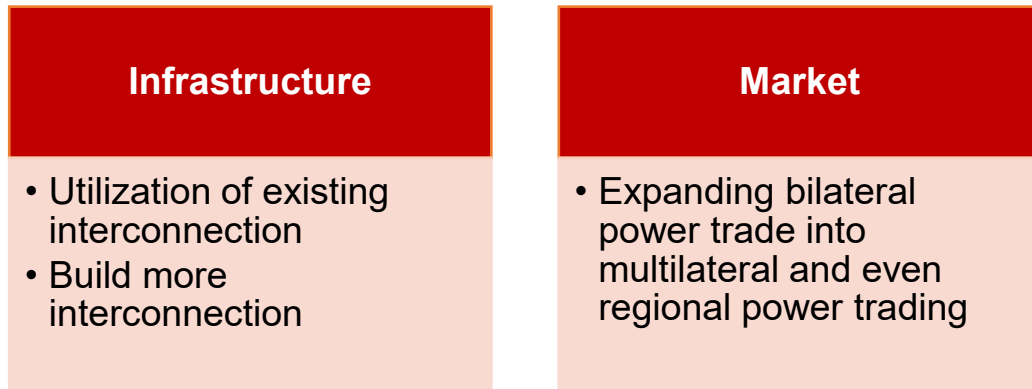 Infrastructure
• Utilization of existing
interconnection
• Build more
interconnection
Market
• Expanding bilateral
power trade into
multilateral and even
regional power trading